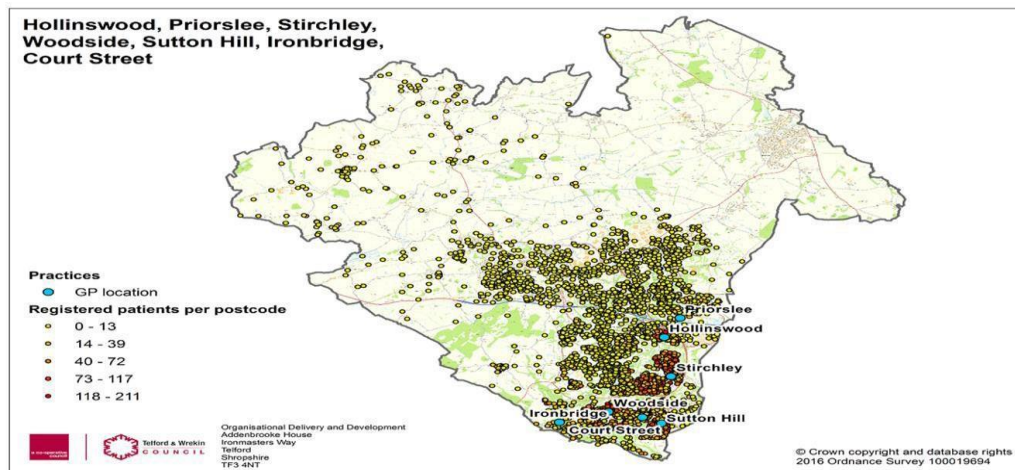 Hollinswood, Priorslee, Stirchley,
Woodside, Sutton Hill, Ironbridge,
Court Street
Priorslee
Hollinswood
Stirchley
Woodside
Ironbridge
Sutton Hill
Court Street
Practices
GP location
Registered patients per postcode
0 - 13
14 - 39
40 - 72
73 - 117
118 - 211
a co-operative
council
Telford & Wrekin
COUNCIL
Organisational Delivery and Development
Addenbrooke House
Ironmasters Way
Telford
Shropshire
TF3 4NT
© Crown copyright and database rights
2016 Ordnance Survey 100019694